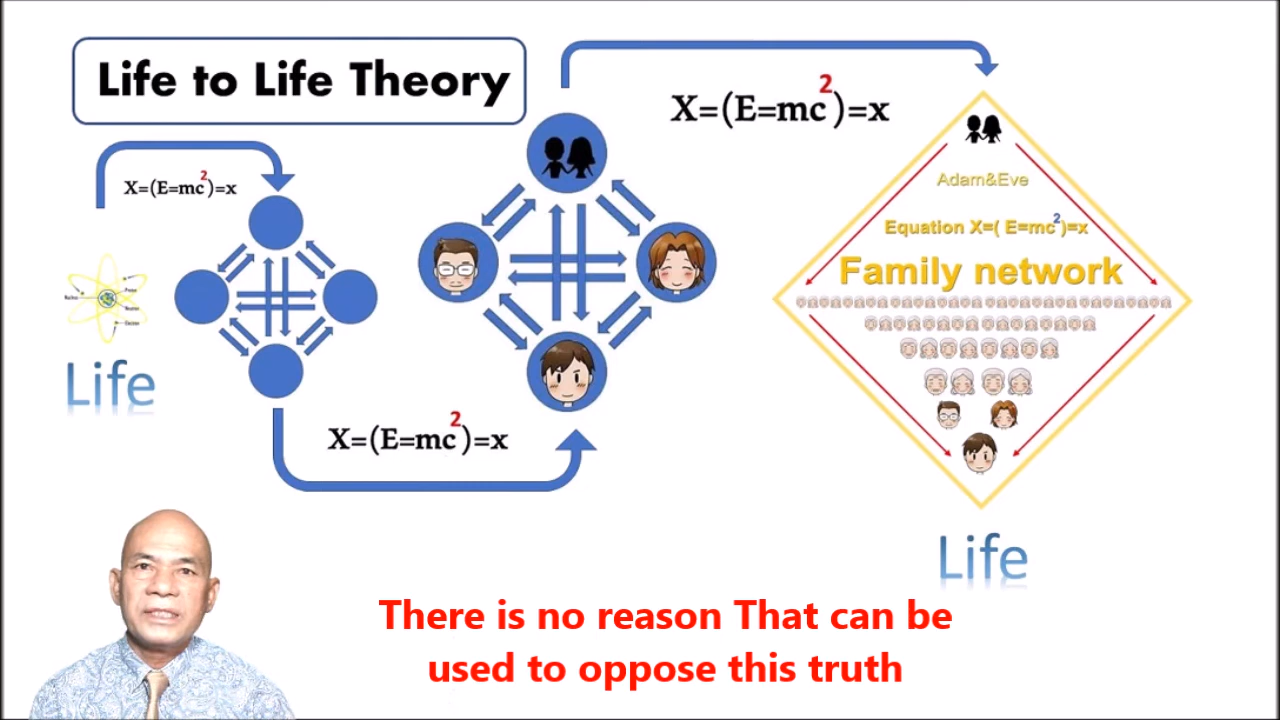 Life to Life Theory
X=(E=mc²)=x
X=(E=mc²)=x
Adam&Eve
Equation X=( E=mc²)=x
Family network
Life
X=(E=mc²)=x
Life
There is no reason That can be
used to oppose this truth